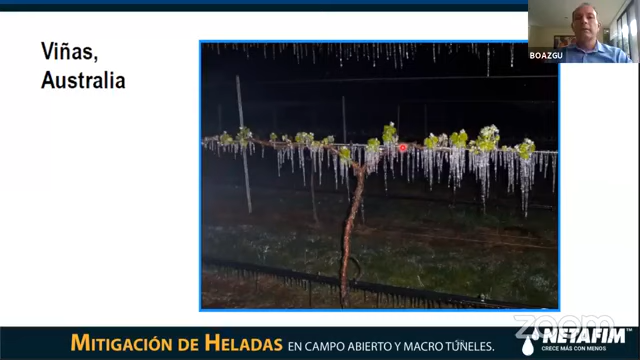 Viñas,
Australia
BOAZGU
MITIGACIÓN DE HELADAS EN CAMPO ABIERTO Y MACRO TÚNELES.
zoom
NETAFIM
CRECE MÁS CON MENOS